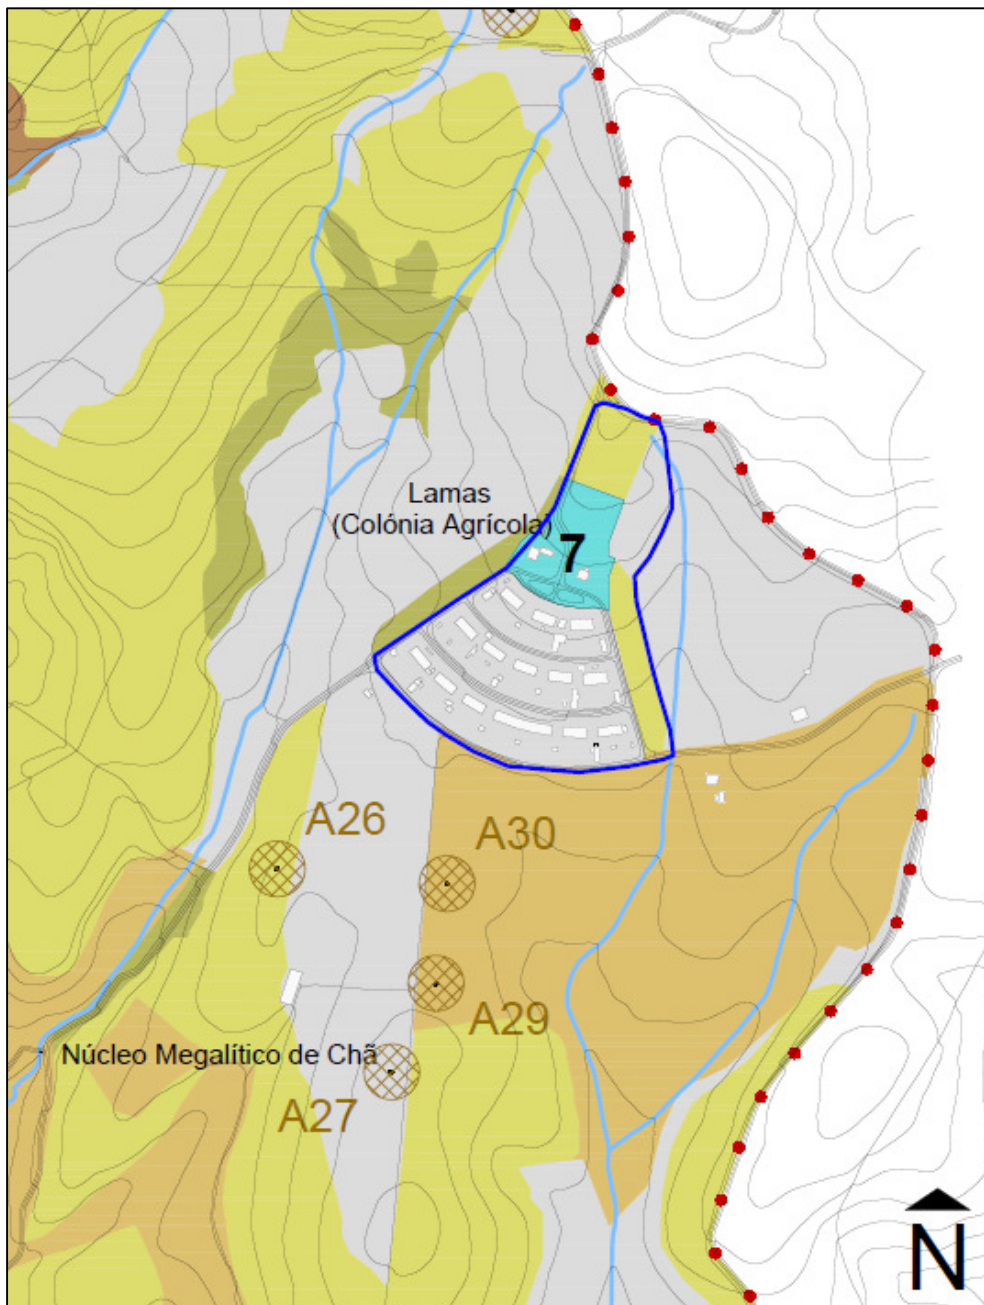 Lamas
(Colónia Agrícola)
7
A26
A30
A29
Núcleo Megalítico de Chã
A27
N